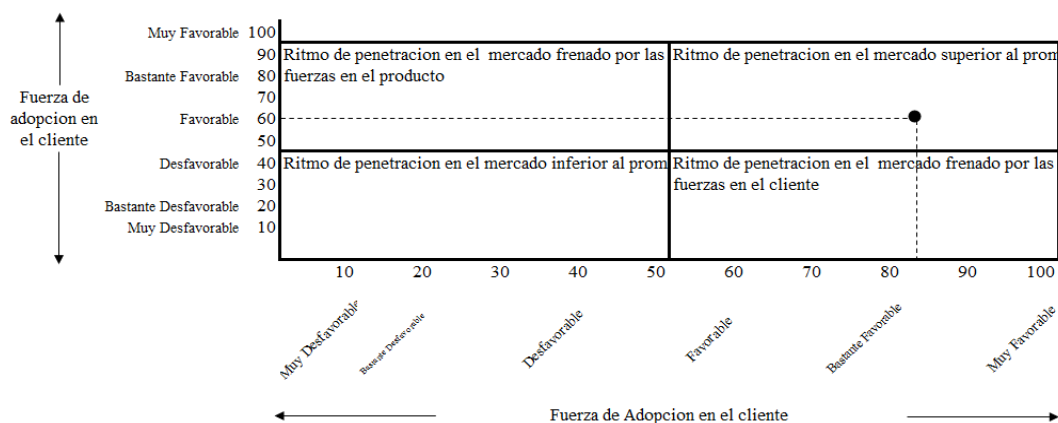 Muy Favorable 100
90
Bastante Favorable 80
70
Favorable 60
50
Desfavorable 40
30
Bastante Desfavorable 20
Muy Desfavorable 10
Fuerza de
adopcion en
el cliente
Ritmo de penetracion en el mercado frenado por las
fuerzas en el producto
Ritmo de penetracion en el mercado superior al prom
Ritmo de penetracion en el mercado inferior al prom
Ritmo de penetracion en el mercado frenado por las
fuerzas en el cliente
10 20 30 40 50 60 70 80 90 100
Muy Desfavorable
Bastante Desfavorable
Desfavorable
Favorable
Bastante Favorable
Muy Favorable
Fuerza de Adopcion en el cliente